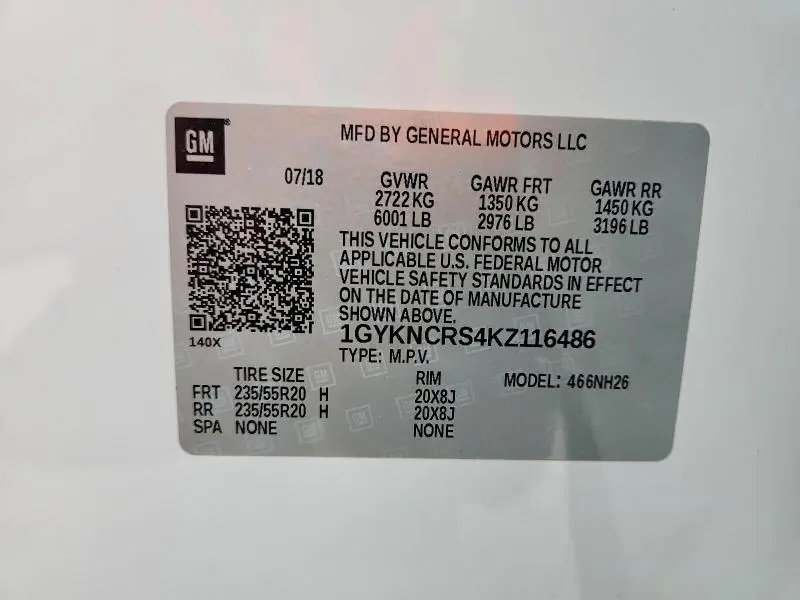 GM
MFD BY GENERAL MOTORS LLC
07/18 GVWR GAWR FRT GAWR RR
2722 KG 1350 KG 1450 KG
6001 LB 2976 LB 3196 LB
THIS VEHICLE CONFORMS TO ALL
APPLICABLE U.S. FEDERAL MOTOR
VEHICLE SAFETY STANDARDS IN EFFECT
ON THE DATE OF MANUFACTURE
SHOWN ABOVE.
140X
1GYKNCRS4KZ116486
TYPE: M.P.V.
TIRE SIZE RIM MODEL: 466NH26
FRT 235/55R20 H 20X8J
RR 235/55R20 H 20X8J
SPA NONE NONE